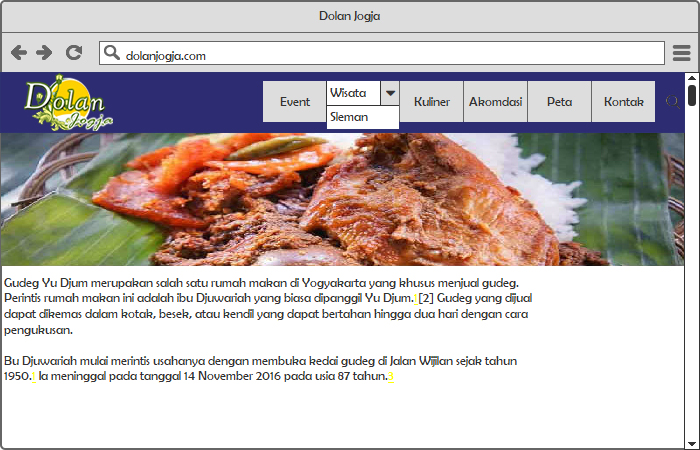 Dolan Jogja
dolanjogja.com
Dolan
Jogja
Event
Wisata
Kuliner
Akomdasi
Peta
Kontak
Sleman
Gudeg Yu Djum merupakan salah satu rumah makan di Yogyakarta yang khusus menjual gudeg.
Perintis rumah makan ini adalah ibu Djuwariah yang biasa dipanggil Yu Djum. [2] Gudeg yang dijual
dapat dikemas dalam kotak, besek, atau kendil yang dapat bertahan hingga dua hari dengan cara
pengukusan.
Bu Djuwariah mulai merintis usahanya dengan membuka kedai gudeg di Jalan sejak tahun
1950. Ia meninggal pada tanggal 14 November 2016 pada usia 87 tahun.3